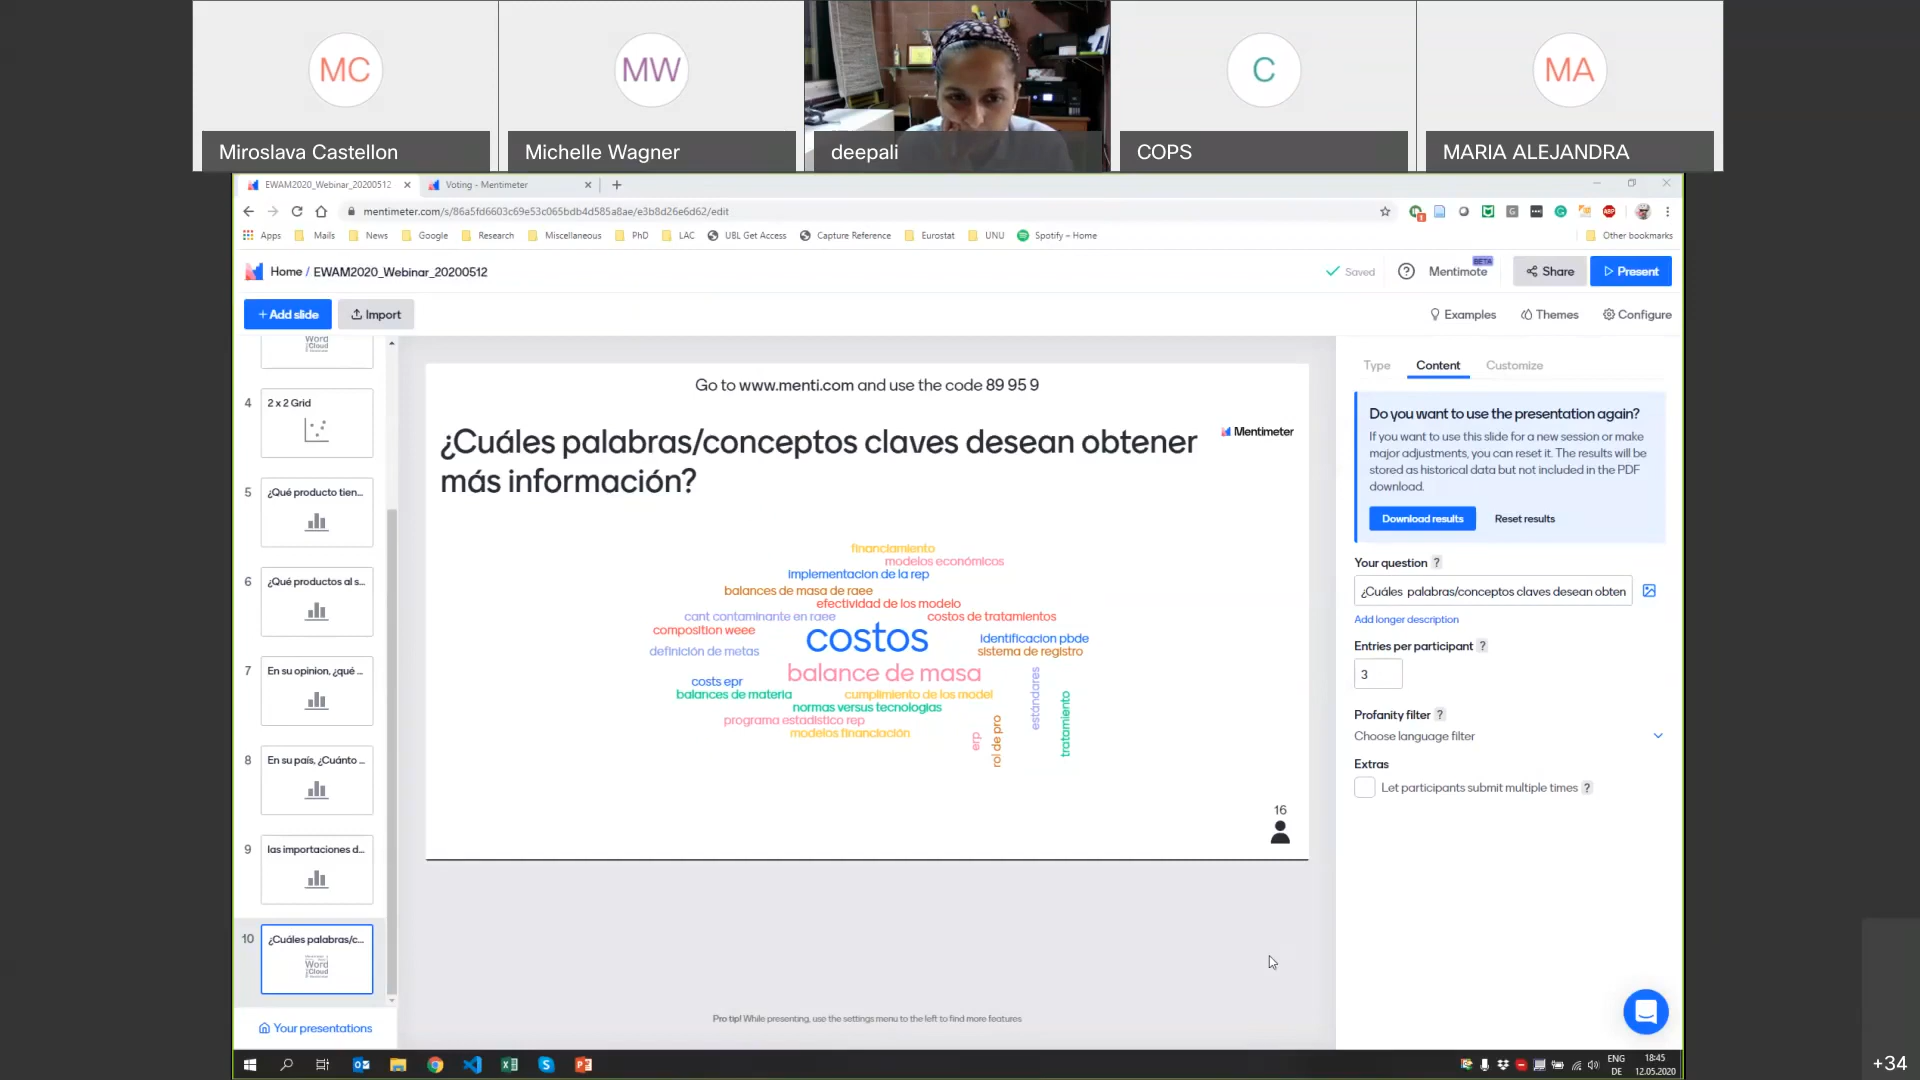 MC
MW
C
MA
Miroslava Castellon
Michelle Wagner
deepali
COPS
MARIA ALEJANDRA
EWAM2020_Webinar_20200512
Voting - Mentimeter
mentimeter.com/s/86a5fd6603c69e53c065bdb4d585a8ae/e3b8d26e6d62/edit
Apps Mails News Google Research Miscellaneous PhD LAC UBL Get Access Capture Reference Eurostat UNU Spotify – Home Other bookmarks
Home / EWAM2020_Webinar_20200512
Saved
Mentimote BETA
Share
Present
+ Add slide
Import
Examples
Themes
Configure
Word Cloud
4 2 x 2 Grid
5 ¿Qué producto tien...
6 ¿Qué productos al s...
7 En su opinion, ¿qué ...
8 En su país, ¿Cuánto ...
9 las importaciones d...
10 ¿Cuáles palabras/c...
Word Cloud
Your presentations
Go to www.menti.com and use the code 89 95 9
¿Cuáles palabras/conceptos claves desean obtener
más información?
Mentimeter
financiamiento
modelos económicos
implementacion de la rep
balances de masa de raee
efectividad de los modelo
cant contaminante en raee
costos de tratamientos
composition weee
costos
identificacion pbde
definición de metas
sistema de registro
balance de masa
costs epr
balances de materia
cumplimiento de los model
normas versus tecnologias
programa estadistico rep
modelos financiación
erp
rol de pro
estándares
tratamiento
16
Pro tip! While presenting, use the settings menu to the left to find more features
Type Content Customize
Do you want to use the presentation again?
If you want to use this slide for a new session or make
major adjustments, you can reset it. The results will be
stored as historical data but not included in the PDF
download.
Download results
Reset results
Your question ?
¿Cuáles palabras/conceptos claves desean obten
Add longer description
Entries per participant ?
3
Profanity filter ?
Choose language filter
Extras
Let participants submit multiple times ?
ENG
DE
18:45
12.05.2020
+34